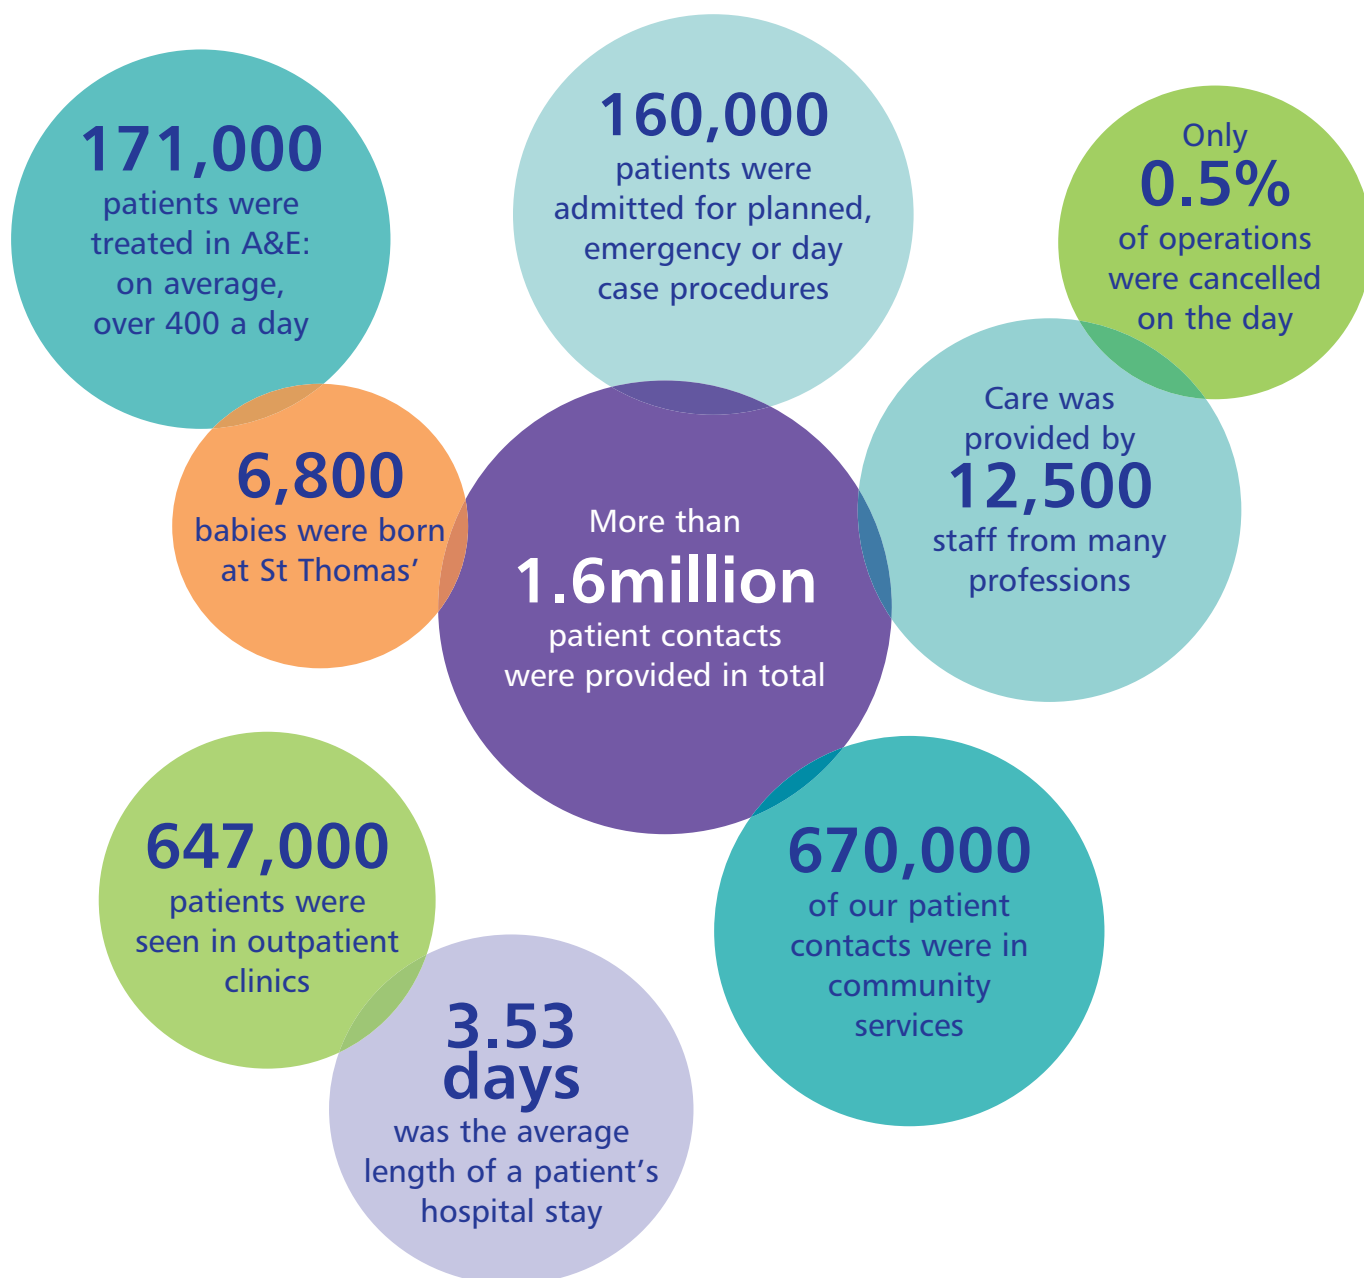 171,000
patients were
treated in A&E:
on average,
over 400 a day
160,000
patients were
admitted for planned,
emergency or day
case procedures
Only
0.5%
of operations
were cancelled
on the day
6,800
babies were born
at St Thomas’
More than
1.6million
patient contacts
were provided in total
Care was
provided by
12,500
staff from many
professions
647,000
patients were
seen in outpatient
clinics
3.53
days
was the average
length of a patient’s
hospital stay
670,000
of our patient
contacts were in
community
services